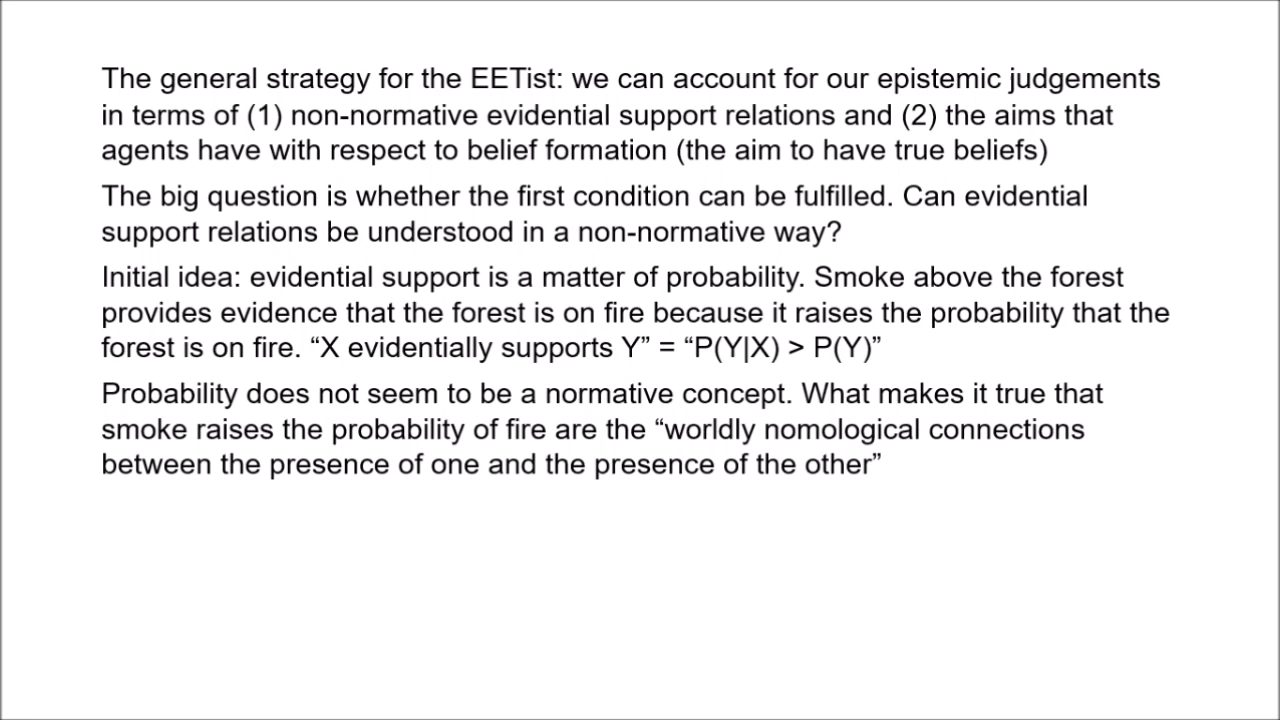 The general strategy for the EETist: we can account for our epistemic judgements
in terms of (1) non-normative evidential support relations and (2) the aims that
agents have with respect to belief formation (the aim to have true beliefs)
The big question is whether the first condition can be fulfilled. Can evidential
support relations be understood in a non-normative way?
Initial idea: evidential support is a matter of probability. Smoke above the forest
provides evidence that the forest is on fire because it raises the probability that the
forest is on fire. “X evidentially supports Y” = “P(Y|X) > P(Y)”
Probability does not seem to be a normative concept. What makes it true that
smoke raises the probability of fire are the “worldly nomological connections
between the presence of one and the presence of the other”